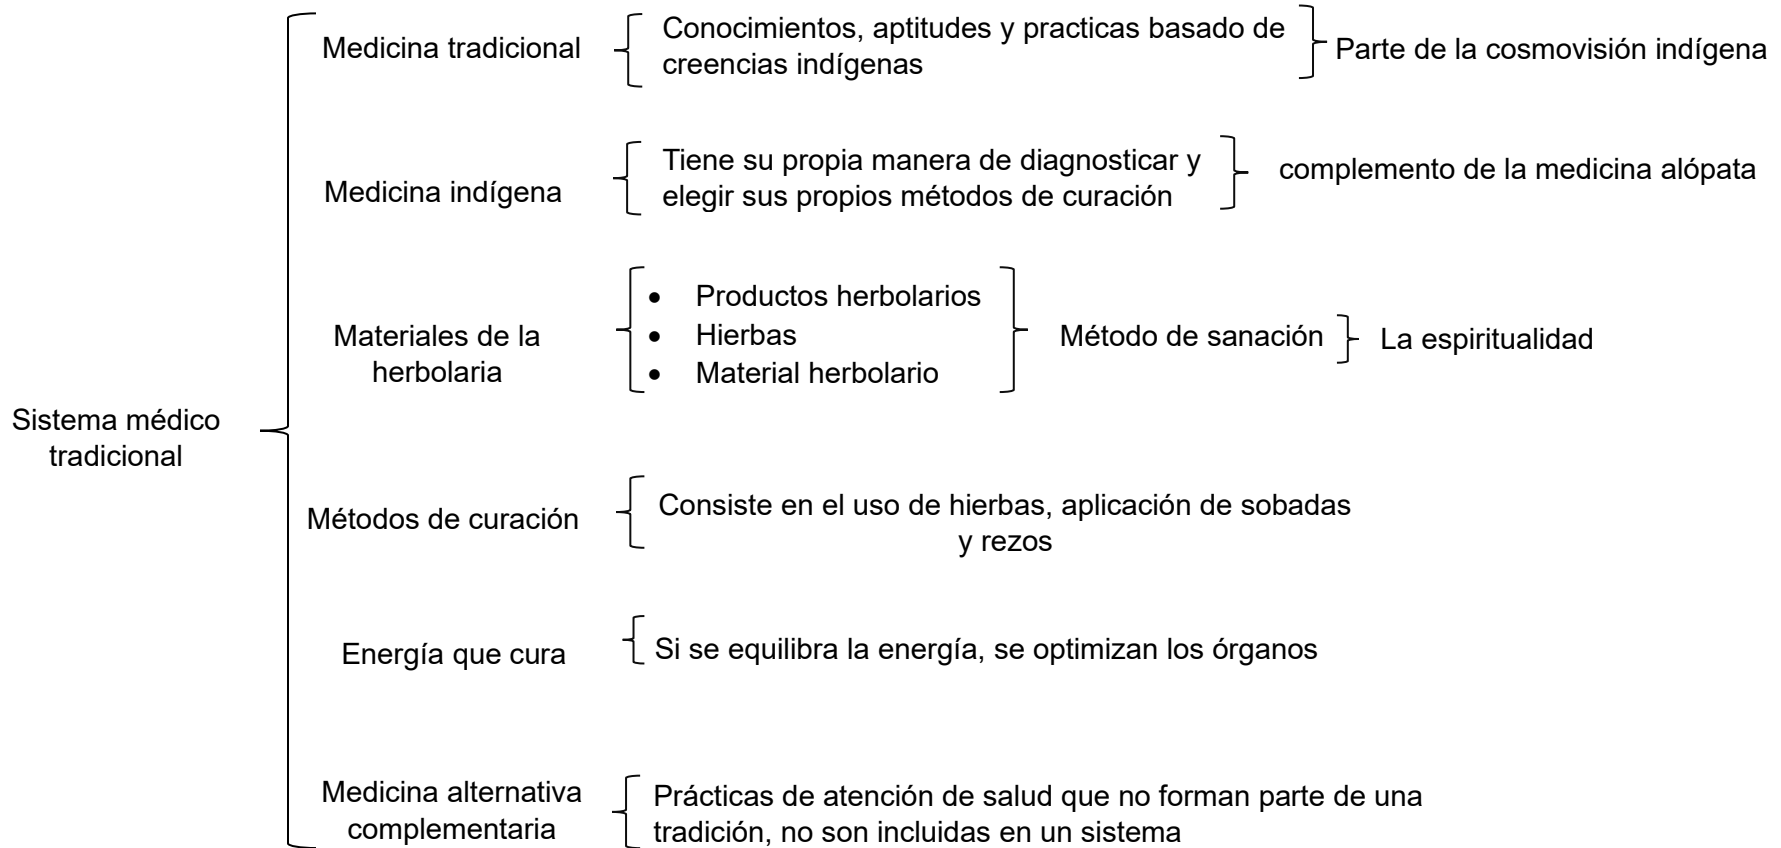 Medicina tradicional
Conocimientos, aptitudes y practicas basado de
creencias indígenas
Parte de la cosmovisión indígena
Medicina indígena
Tiene su propia manera de diagnosticar y
elegir sus propios métodos de curación
complemento de la medicina alópata
Materiales de la
herbolaria
• Productos herbolarios
• Hierbas
• Material herbolario
Método de sanación
La espiritualidad
Sistema médico
tradicional
Métodos de curación
Consiste en el uso de hierbas, aplicación de sobadas
y rezos
Energía que cura
Si se equilibra la energía, se optimizan los órganos
Medicina alternativa
complementaria
Prácticas de atención de salud que no forman parte de una
tradición, no son incluidas en un sistema